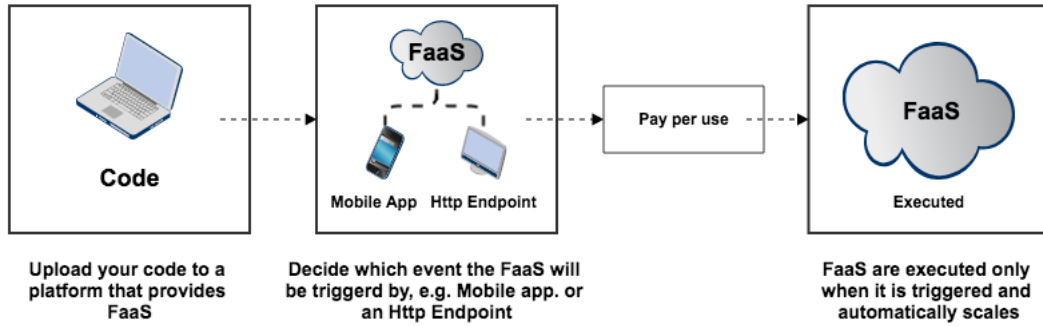 Code
FaaS
Mobile App
Http Endpoint
Pay per use
FaaS
Executed
Upload your code to a
platform that provides
FaaS
Decide which event the FaaS will
be triggerd by, e.g. Mobile app. or
an Http Endpoint
FaaS are executed only
when it is triggered and
automatically scales